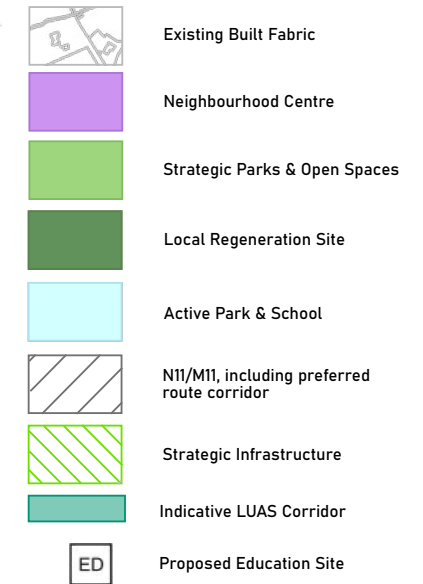 Existing Built Fabric
Neighbourhood Centre
Strategic Parks & Open Spaces
Local Regeneration Site
Active Park & School
N11/M11, including preferred
route corridor
Strategic Infrastructure
Indicative LUAS Corridor
ED Proposed Education Site